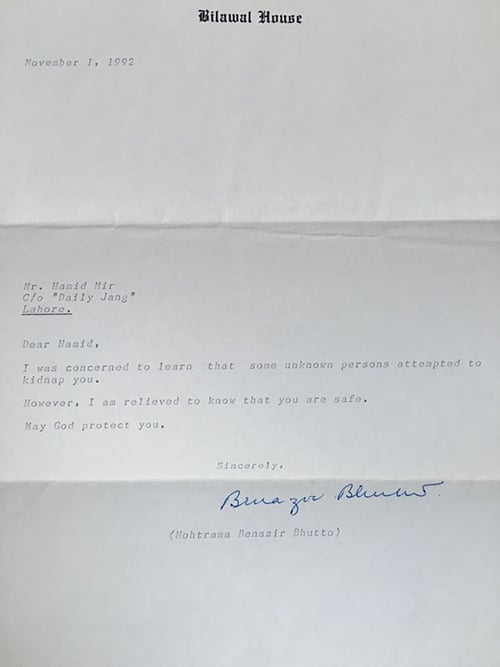 Bilawal House
November 1, 1992
Mr. Hamid Mir
C/o "Daily Jang"
Lahore.
Dear Hamid,
I was concerned to learn that some unknown persons attempted to
kidnap you.
However, I am relieved to know that you are safe.
May God protect you.
Sincerely,
Benazir Bhutto.
(Mohtrama Benazir Bhutto)